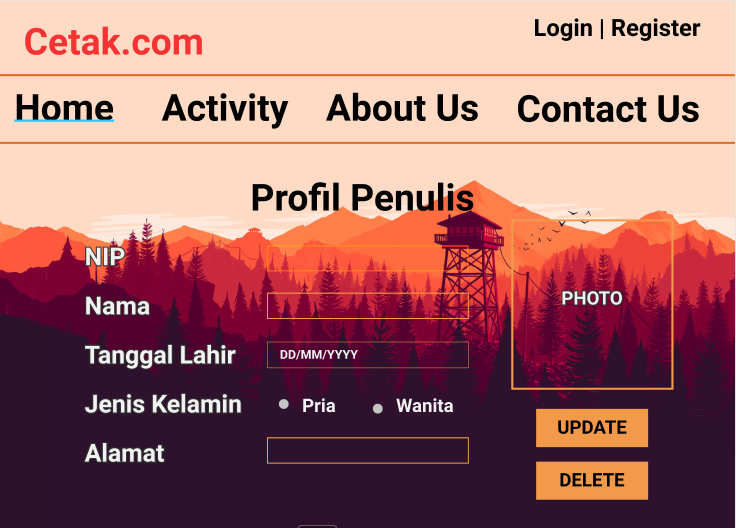 Cetak.com
Login | Register
Home Activity About Us Contact Us
Profil Penulis
NIP
Nama
Tanggal Lahir DD/MM/YYYY
Jenis Kelamin Pria Wanita
Alamat
PHOTO
UPDATE
DELETE